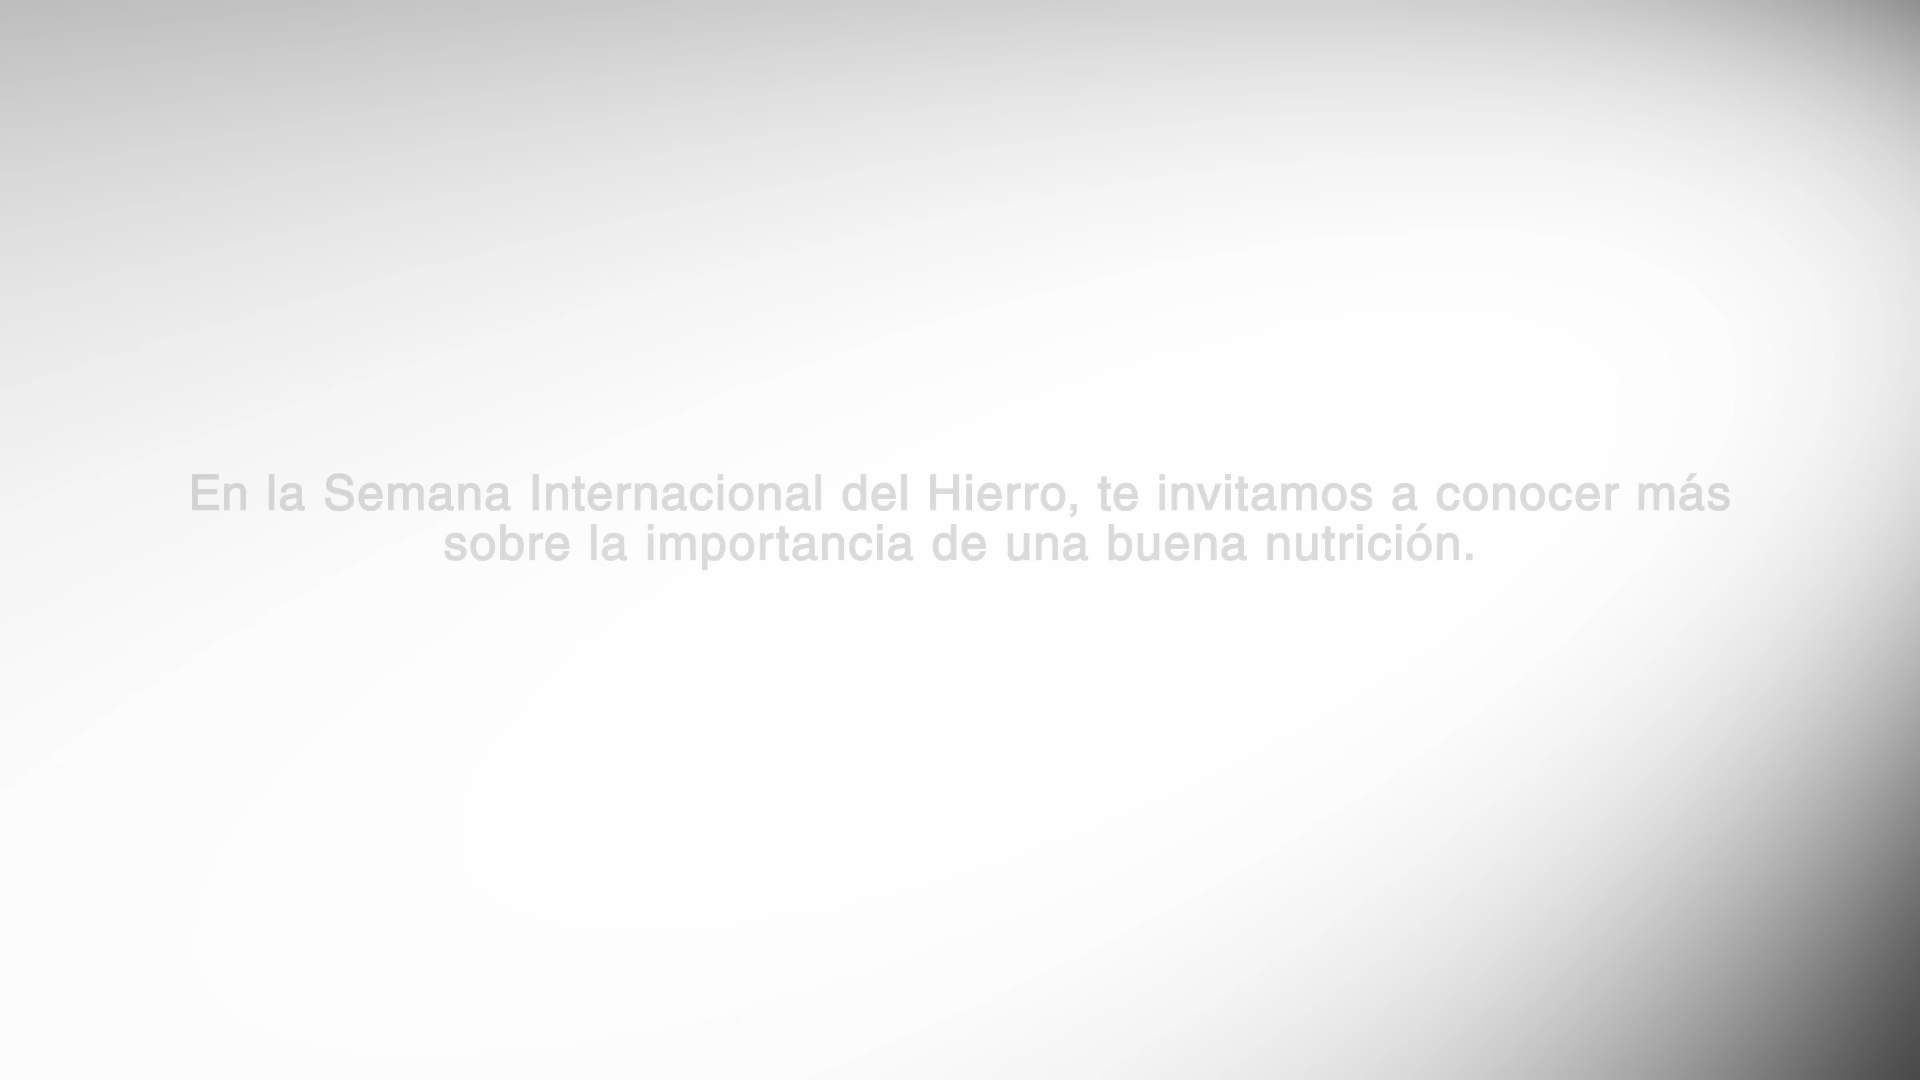 En la Semana Internacional del Hierro, te invitamos a conocer más
sobre la importancia de una buena nutrición.